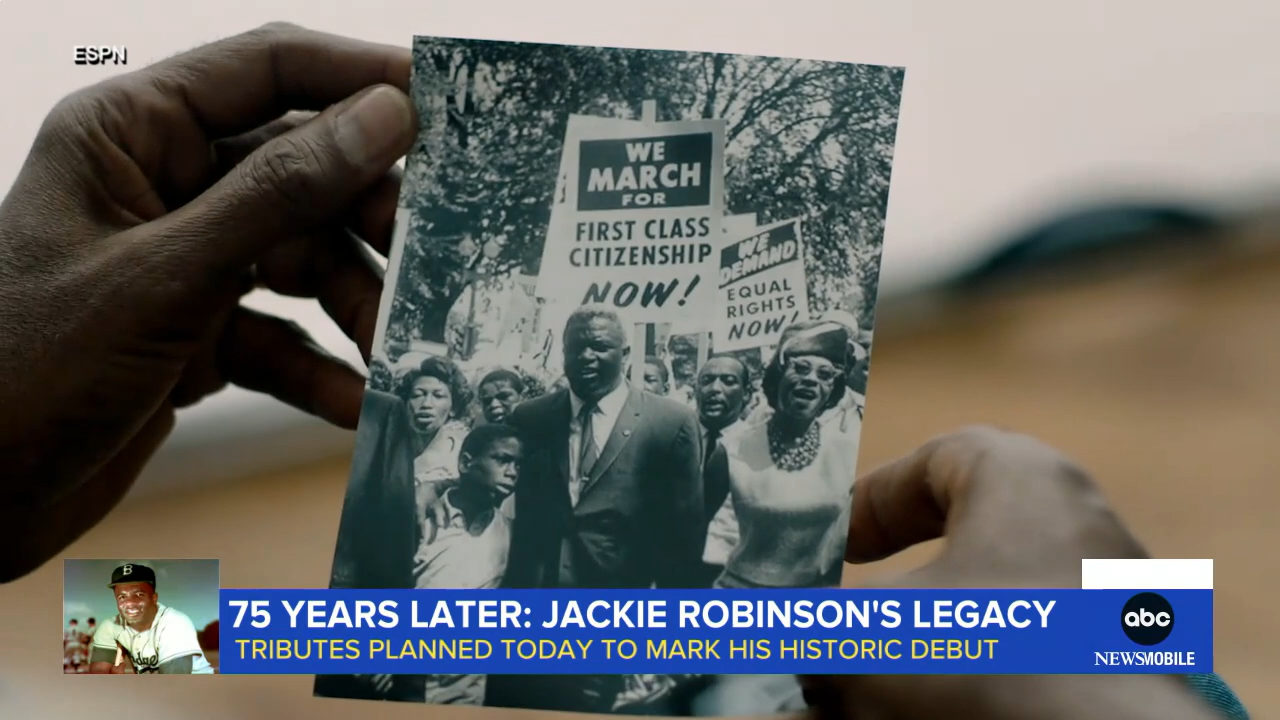 ESPN
WE
MARCH
FOR
FIRST CLASS
CITIZENSHIP
NOW!
WE
DEMAND
EQUAL
RIGHTS
NOW!
B
75 YEARS LATER: JACKIE ROBINSON'S LEGACY
TRIBUTES PLANNED TODAY TO MARK HIS HISTORIC DEBUT
abc
NEWSMOBILE